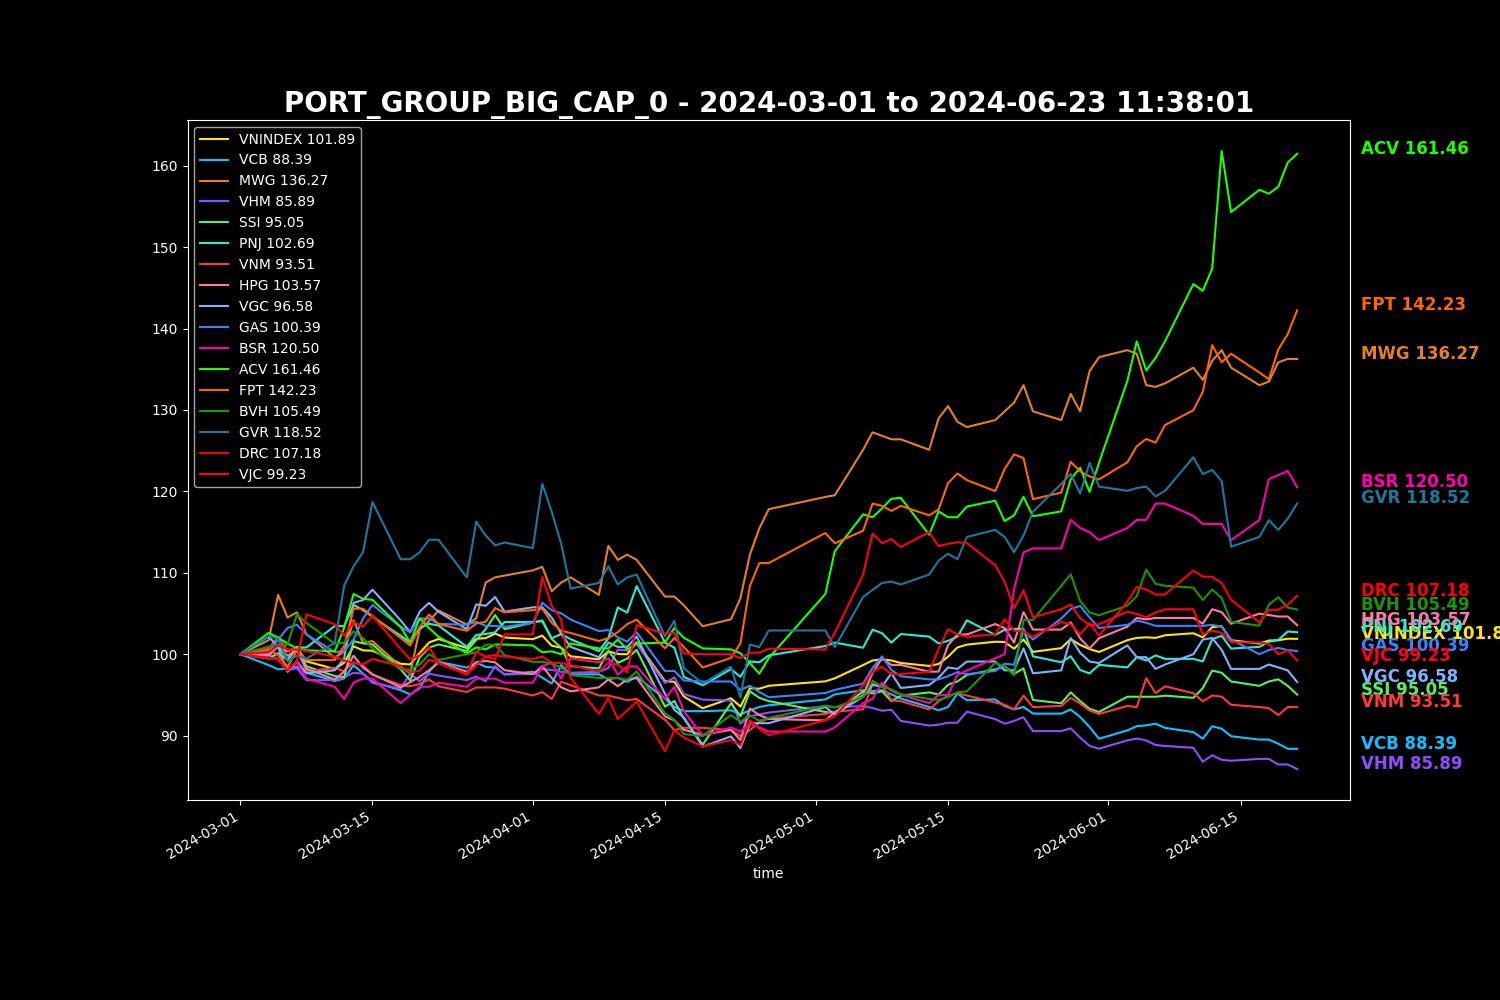 PORT_GROUP_BIG_CAP_0 - 2024-03-01 to 2024-06-23 11:38:01
VNINDEX 101.89
VCB 88.39
MWG 136.27
VHM 85.89
SSI 95.05
PNJ 102.69
VNM 93.51
HPG 103.57
VGC 96.58
GAS 100.39
BSR 120.50
ACV 161.46
FPT 142.23
BVH 105.49
GVR 118.52
DRC 107.18
VJC 99.23
160
150
140
130
120
110
100
90
ACV 161.46
FPT 142.23
MWG 136.27
BSR 120.50
GVR 118.52
DRC 107.18
BVH 105.49
HPG 103.57
PNJ 102.69
VNINDEX 101.8
GAS 100.39
VJC 99.23
VGC 96.58
SSI 95.05
VNM 93.51
VCB 88.39
VHM 85.89
2024-03-01
2024-03-15
2024-04-01
2024-04-15
2024-05-01
2024-05-15
2024-06-01
2024-06-15
time